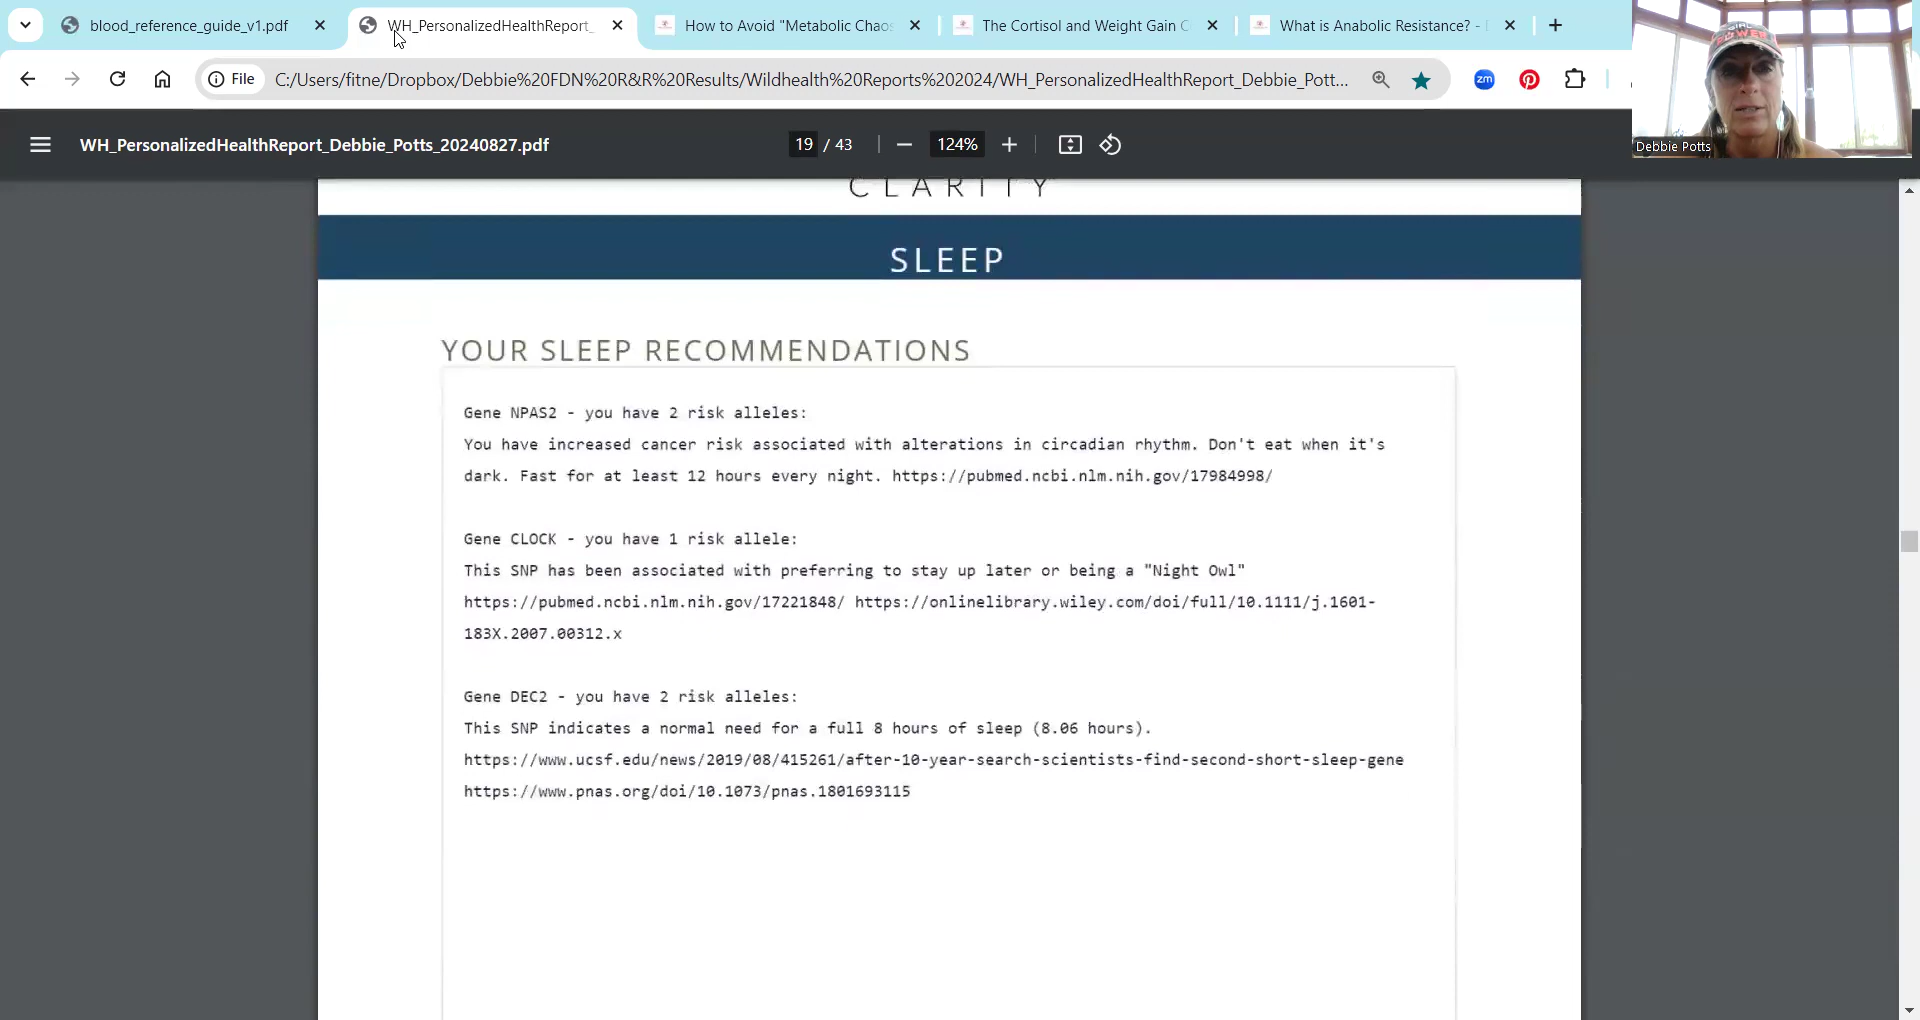 blood_reference_guide_v1.pdf
WH_PersonalizedHealthReport_
How to Avoid "Metabolic Chaos
The Cortisol and Weight Gain C
What is Anabolic Resistance? -
File
C:/Users/fitne/Dropbox/Debbie%20FDN%20R&R%20Results/Wildhealth%20Reports%202024/WH_PersonalizedHealthReport_Debbie_Pott...
zm
Debbie Potts
WH_PersonalizedHealthReport_Debbie_Potts_20240827.pdf
19 / 43
124%
CLARITY
SLEEP
YOUR SLEEP RECOMMENDATIONS
Gene NPAS2 - you have 2 risk alleles:
You have increased cancer risk associated with alterations in circadian rhythm. Don't eat when it's
dark. Fast for at least 12 hours every night. https://pubmed.ncbi.nlm.nih.gov/17984998/
Gene CLOCK - you have 1 risk allele:
This SNP has been associated with preferring to stay up later or being a "Night Owl"
https://pubmed.ncbi.nlm.nih.gov/17221848/ https://onlinelibrary.wiley.com/doi/full/10.1111/j.1601-
183X.2007.00312.x
Gene DEC2 - you have 2 risk alleles:
This SNP indicates a normal need for a full 8 hours of sleep (8.06 hours).
https://www.ucsf.edu/news/2019/08/415261/after-10-year-search-scientists-find-second-short-sleep-gene
https://www.pnas.org/doi/10.1073/pnas.1801693115